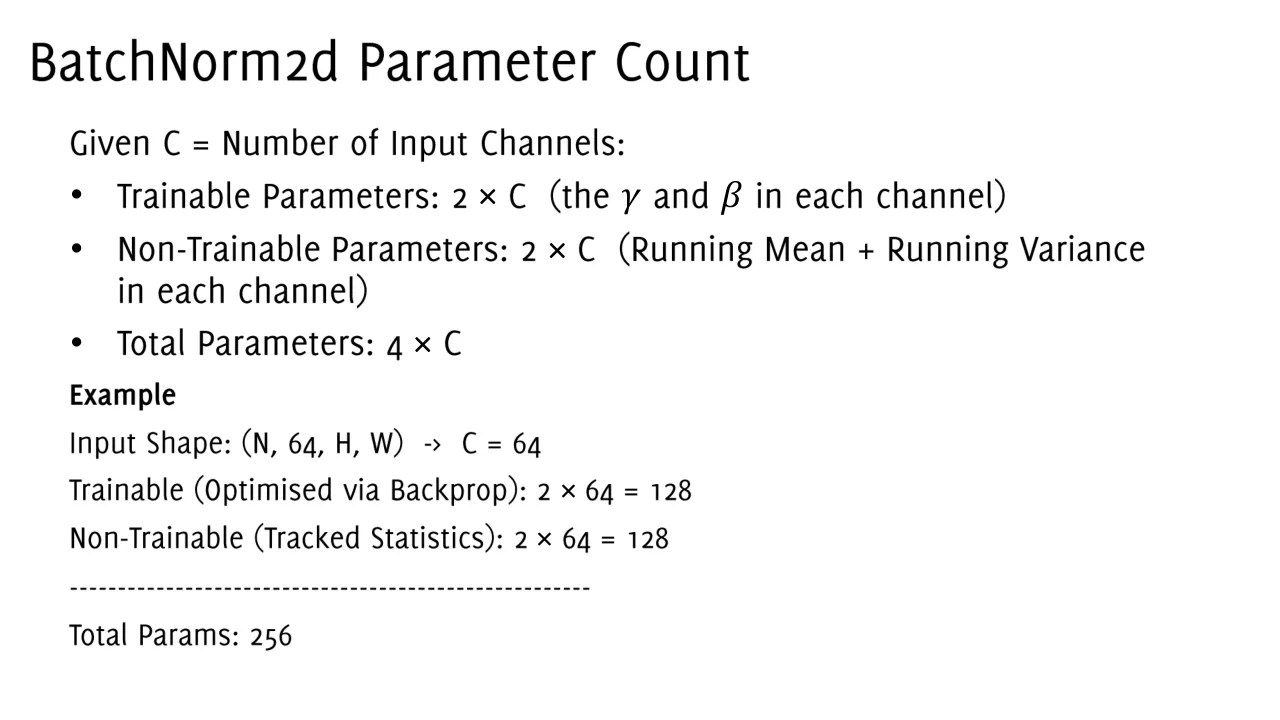 BatchNorm2d Parameter Count
Given C = Number of Input Channels:
• Trainable Parameters: 2 × C (the γ and β in each channel)
• Non-Trainable Parameters: 2 × C (Running Mean + Running Variance
in each channel)
• Total Parameters: 4 × C
Example
Input Shape: (N, 64, H, W) -> C = 64
Trainable (Optimised via Backprop): 2 × 64 = 128
Non-Trainable (Tracked Statistics): 2 × 64 = 128
------------------------------------------------------
Total Params: 256